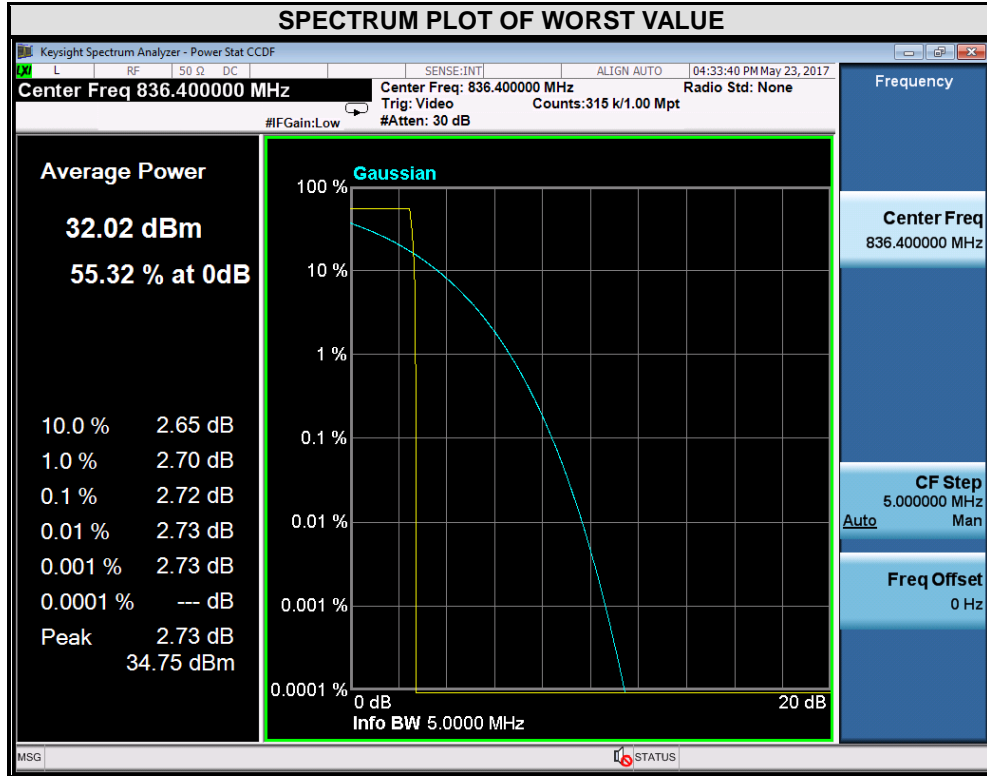 SPECTRUM PLOT OF WORST VALUE
Keysight Spectrum Analyzer - Power Stat CCDF
LXI L RF 50 Ω DC SENSE:INT ALIGN AUTO 04:33:40 PM May 23, 2017
Center Freq 836.400000 MHz
Center Freq: 836.400000 MHz
Radio Std: None
Trig: Video
Counts:315 k/1.00 Mpt
#IFGain:Low
#Atten: 30 dB
Frequency
Average Power
32.02 dBm
55.32 % at 0dB
10.0 % 2.65 dB
1.0 % 2.70 dB
0.1 % 2.72 dB
0.01 % 2.73 dB
0.001 % 2.73 dB
0.0001 % --- dB
Peak 2.73 dB
34.75 dBm
Gaussian
100 %
10 %
1 %
0.1 %
0.01 %
0.001 %
0.0001 %
0 dB
20 dB
Info BW 5.0000 MHz
Center Freq
836.400000 MHz
CF Step
5.000000 MHz
Auto Man
Freq Offset
0 Hz
MSG
STATUS